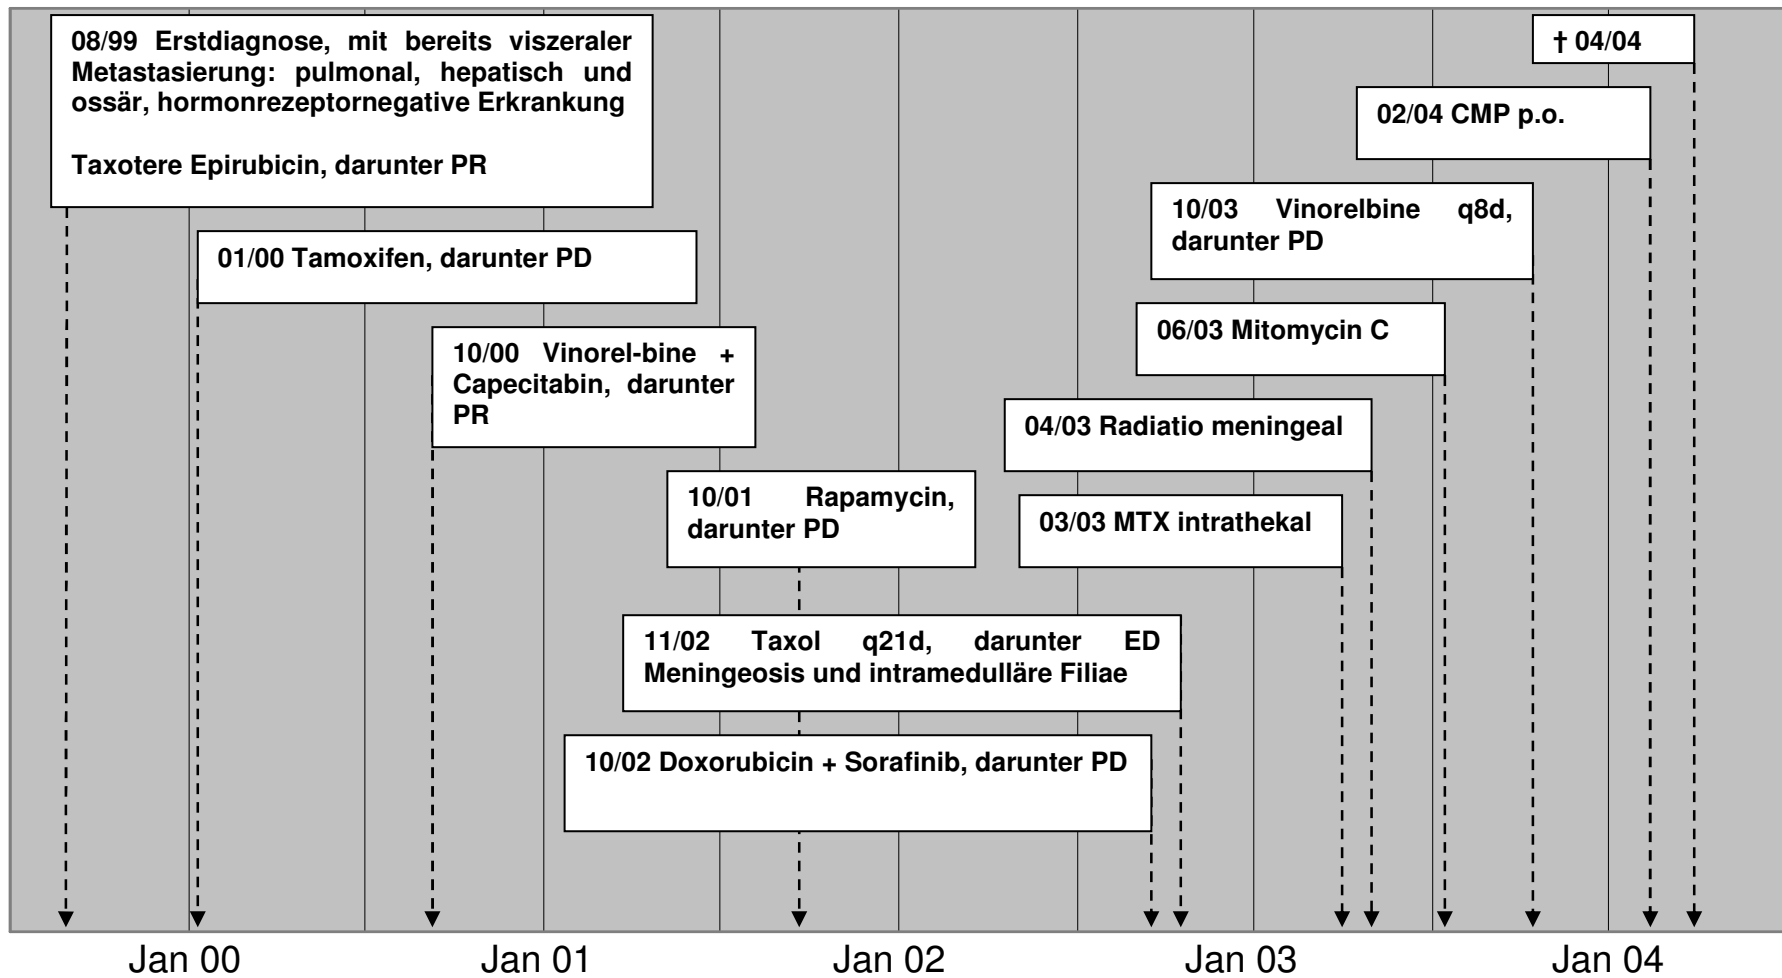 08/99 Erstdiagnose, mit bereits viszeraler
Metastasierung: pulmonal, hepatisch und
ossär, hormonrezeptornegative Erkrankung
Taxotere Epirubicin, darunter PR
01/00 Tamoxifen, darunter PD
10/00 Vinorel-bine +
Capecitabin, darunter
PR
10/01 Rapamycin,
darunter PD
11/02 Taxol q21d, darunter ED
Meningeosis und intramedulläre Filiae
10/02 Doxorubicin + Sorafinib, darunter PD
† 04/04
02/04 CMP p.o.
10/03 Vinorelbine q8d,
darunter PD
06/03 Mitomycin C
04/03 Radiatio meningeal
03/03 MTX intrathekal
Jan 00 Jan 01 Jan 02 Jan 03 Jan 04